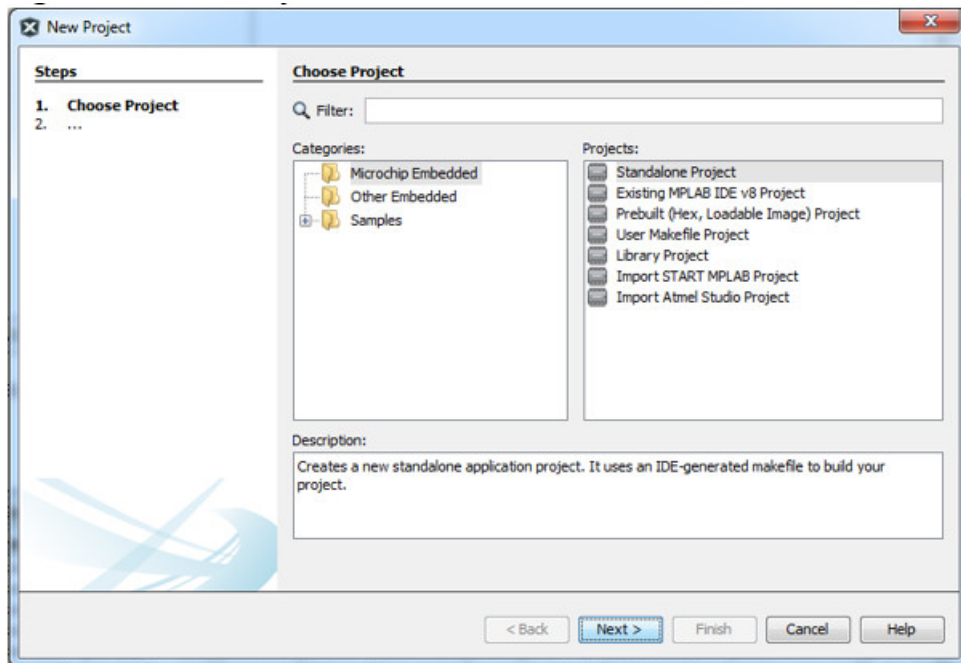 New Project
Steps
1. Choose Project
2. ...
Choose Project
Filter:
Categories:
Microchip Embedded
Other Embedded
Samples
Projects:
Standalone Project
Existing MPLAB IDE v8 Project
Prebuilt (Hex, Loadable Image) Project
User Makefile Project
Library Project
Import START MPLAB Project
Import Atmel Studio Project
Description:
Creates a new standalone application project. It uses an IDE-generated makefile to build your
project.
< Back
Next >
Finish
Cancel
Help